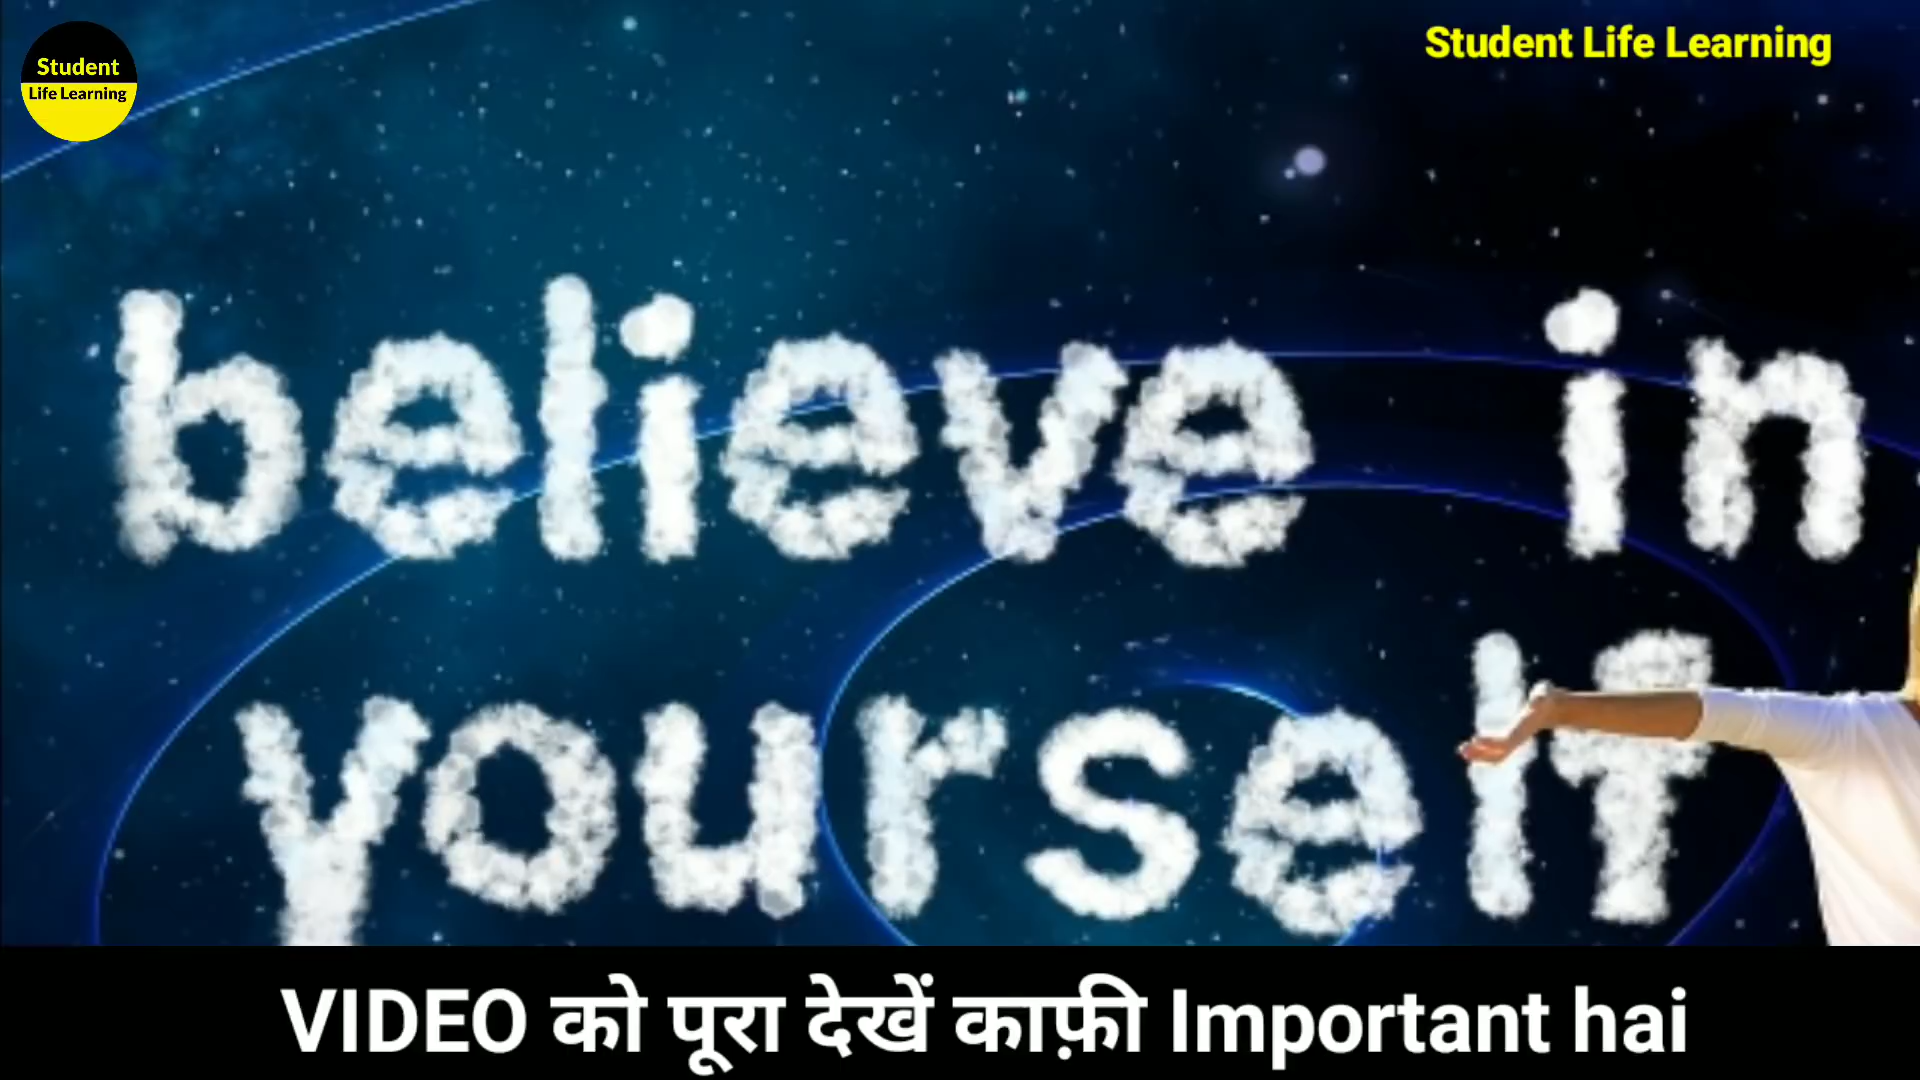 Student
Life Learning
Student Life Learning
believe in
yourself
VIDEO को पूरा देखें काफ़ी Important hai